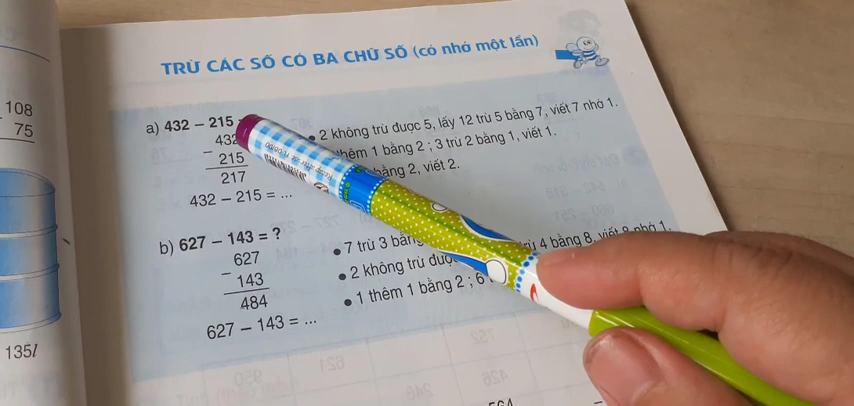 TRỪ CÁC SỐ CÓ BA CHỮ SỐ (có nhớ một lần)
108
75
135l
a) 432 – 215
432
– 215
217
432 – 215 = ...
2 không trừ được 5, lấy 12 trừ 5 bằng 7, viết 7 nhớ 1.
thêm 1 bằng 2 ; 3 trừ 2 bằng 1, viết 1.
bằng 2, viết 2.
b) 627 – 143 = ?
627
– 143
484
627 – 143 = ...
• 7 trừ 3 bằng
• 2 không trừ trừ 4 bằng 8, viết 8 nhớ 1.
• 1 thêm 1 bằng 2 ; 6